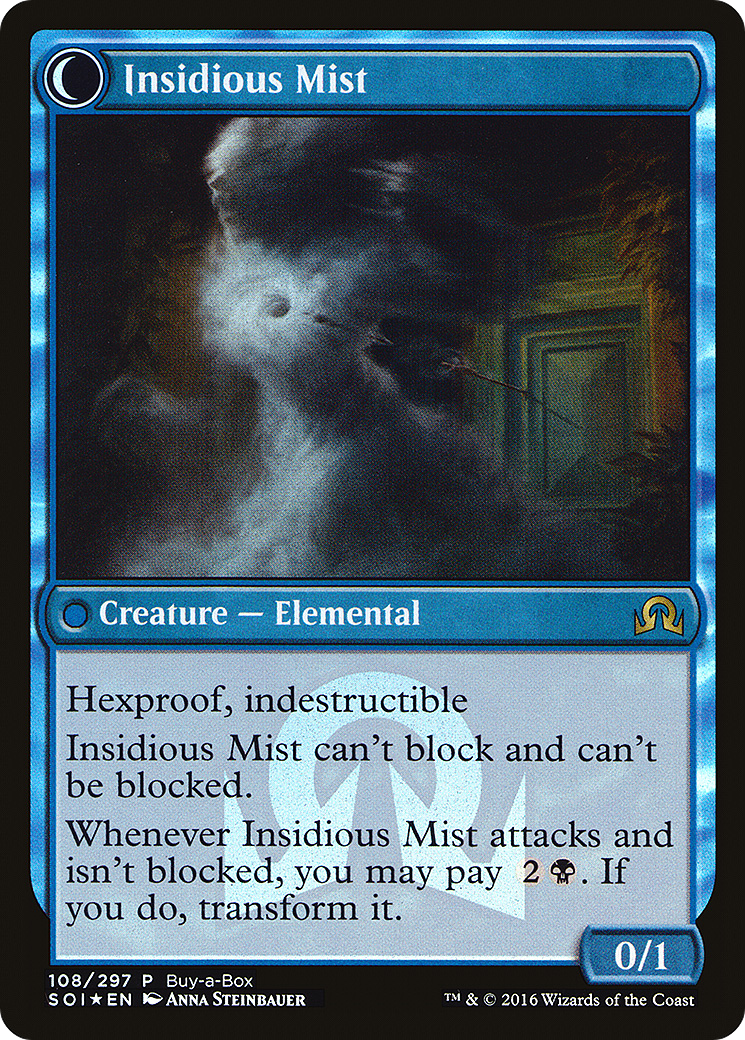 Insidious Mist
Creature — Elemental
Hexproof, indestructible
Insidious Mist can't block and can't
be blocked.
Whenever Insidious Mist attacks and
isn't blocked, you may pay 2. If
you do, transform it.
0/1
108/297 P Buy-a-Box
SOI★EN Anna Steinbauer
™ & © 2016 Wizards of the Coast